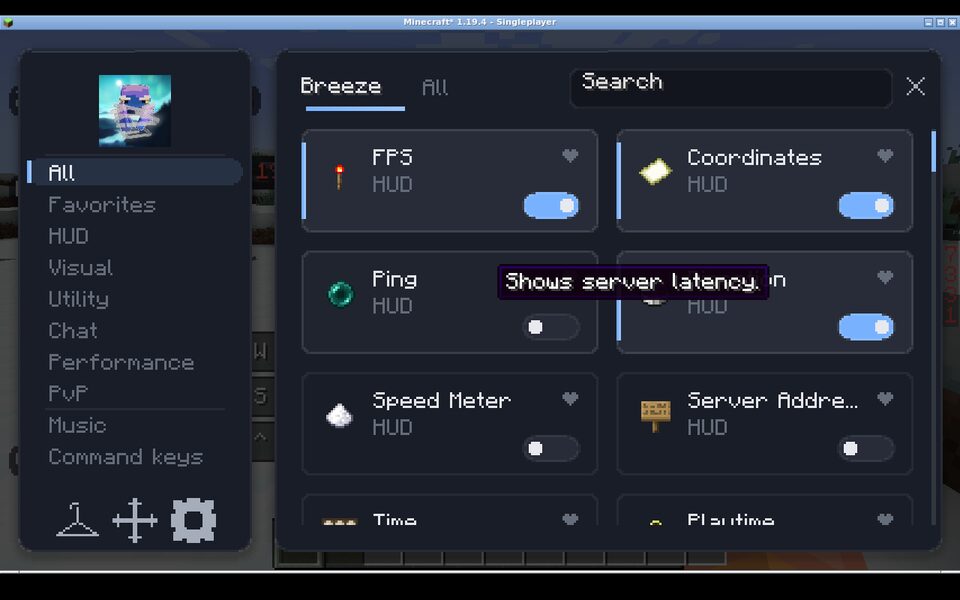 Minecraft* 1.19.4 - Singleplayer
Breeze
All
Search
All
Favorites
HUD
Visual
Utility
Chat
Performance
PvP
Music
Command keys
FPS
HUD
Coordinates
HUD
Ping
HUD
Shows server latency.
HUD
Speed Meter
HUD
Server Addre...
HUD
Time
Playtime
W
S